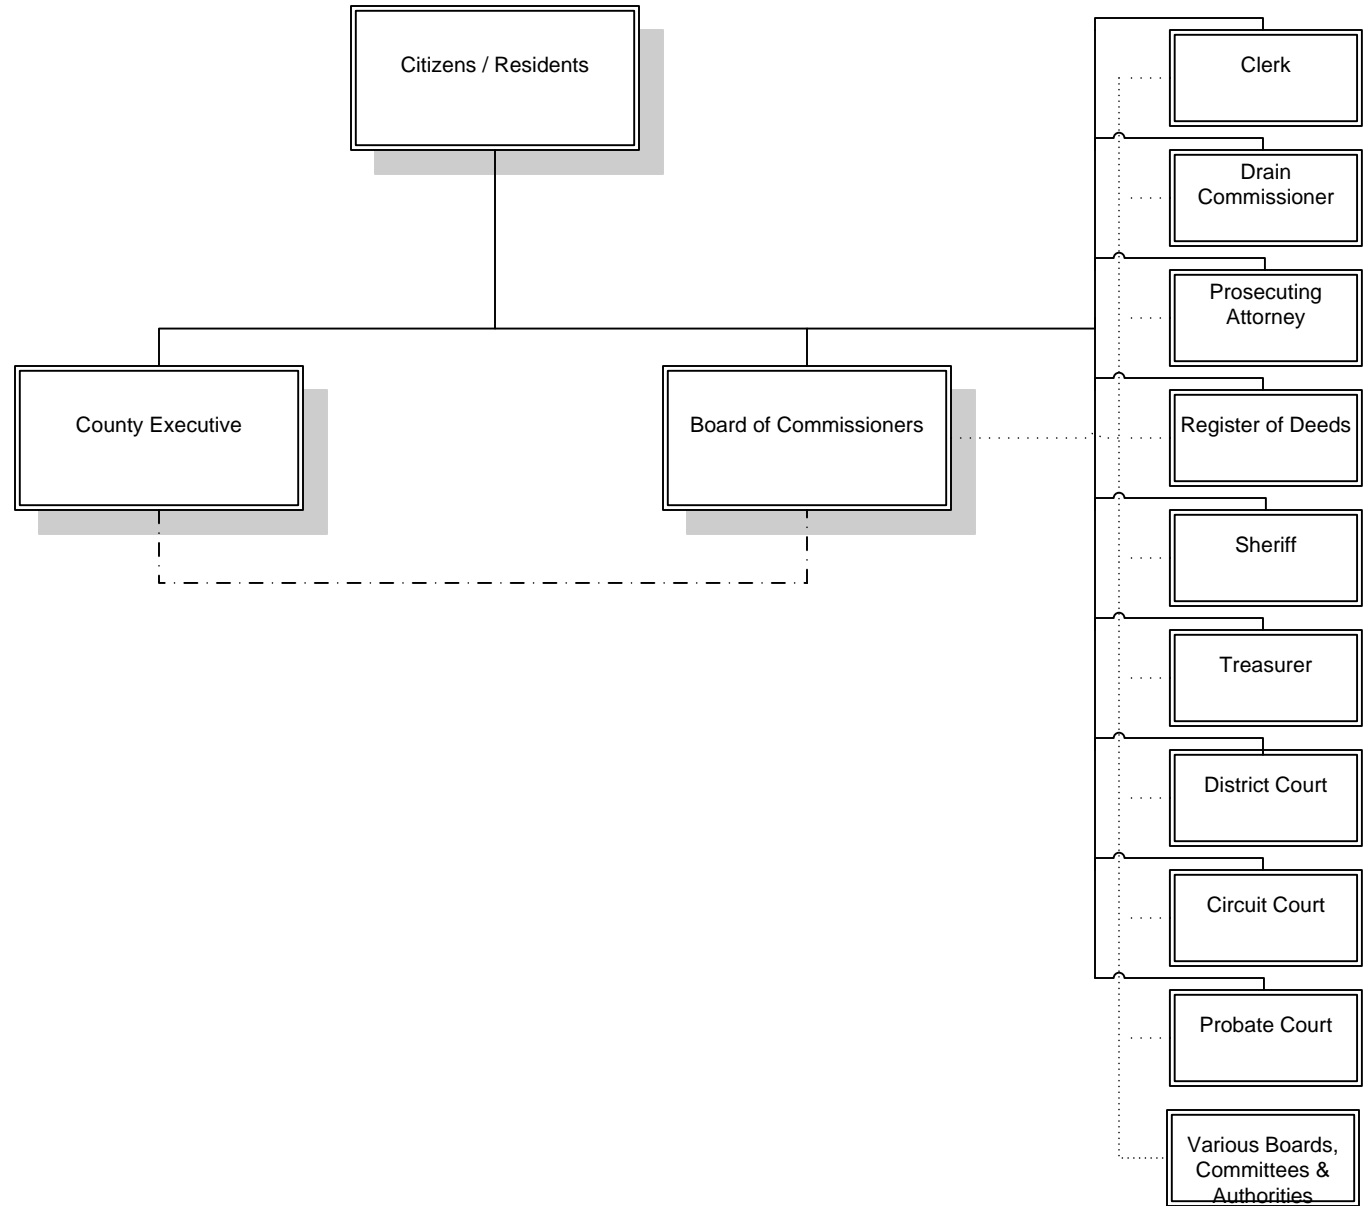 Citizens / Residents
County Executive
Board of Commissioners
Clerk
Drain
Commissioner
Prosecuting
Attorney
Register of Deeds
Sheriff
Treasurer
District Court
Circuit Court
Probate Court
Various Boards,
Committees &
Authorities